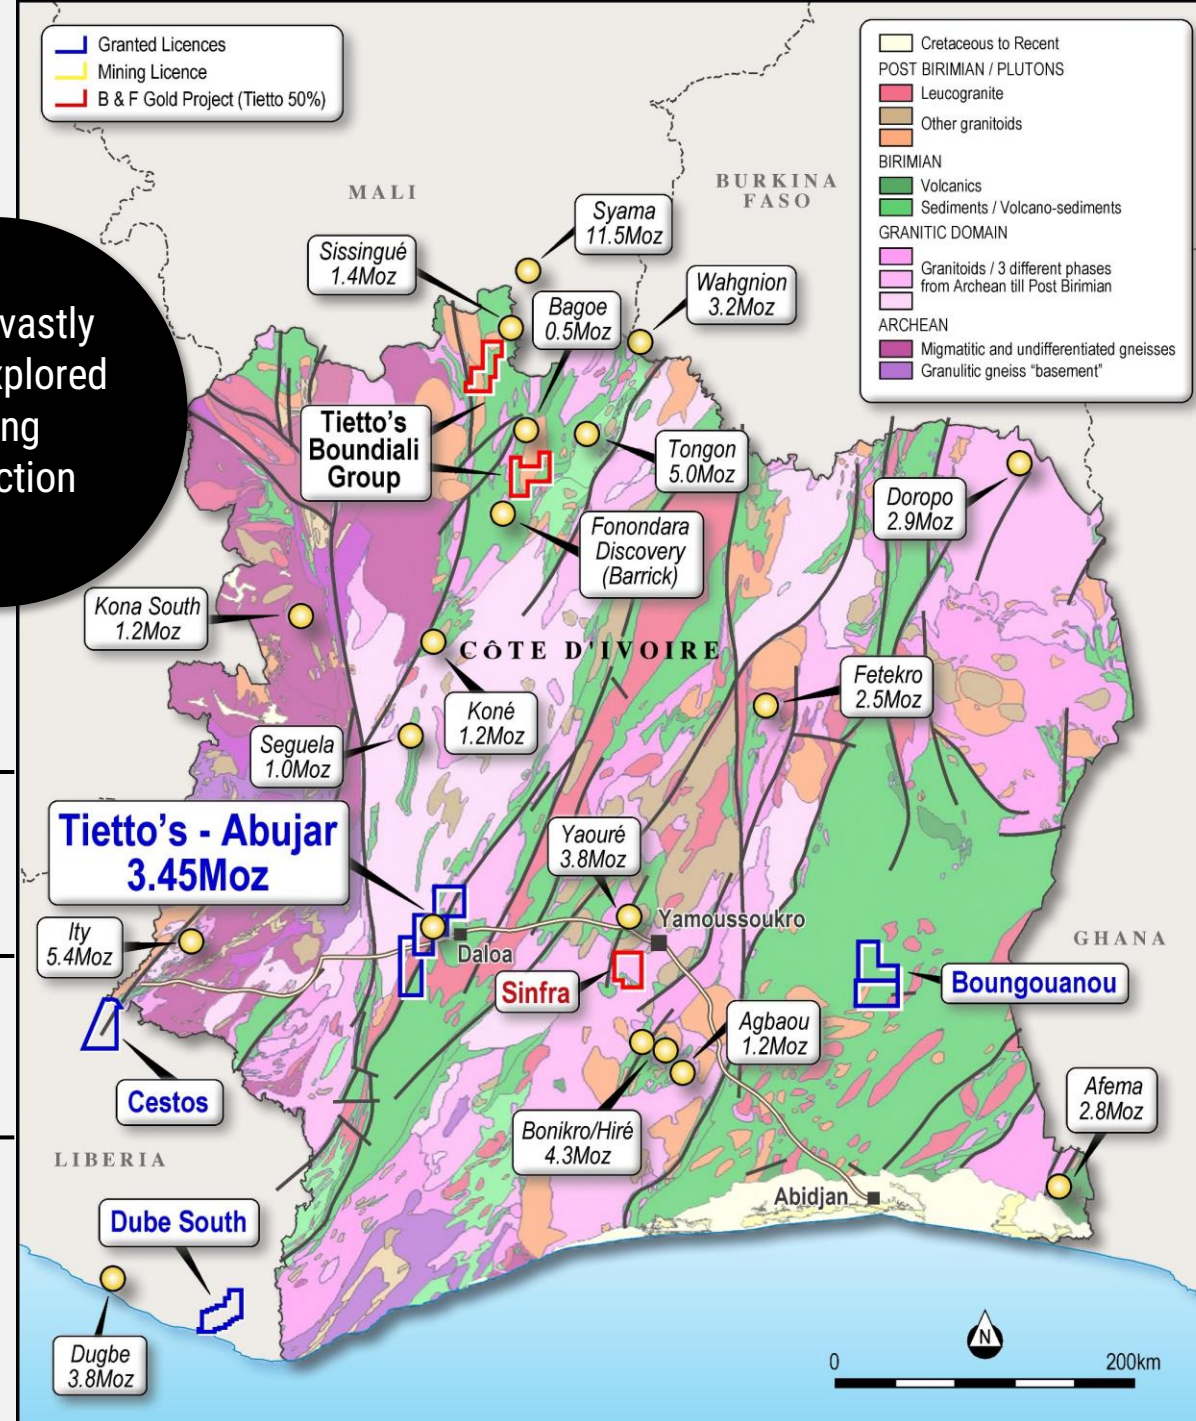 Granted Licences
Mining Licence
B & F Gold Project (Tietto 50%)
Cretaceous to Recent
POST BIRIMIAN / PLUTONS
Leucogranite
Other granitoids
BIRIMIAN
Volcanics
Sediments / Volcano-sediments
GRANITIC DOMAIN
Granitoids / 3 different phases
from Archean till Post Birimian
ARCHEAN
Migmatitic and undifferentiated gneisses
Granulitic gneiss "basement"
MALI
BURKINA
FASO
Syama
11.5Moz
Sissingué
1.4Moz
Wahgnion
3.2Moz
Bagoe
0.5Moz
vastly
xplored
ng
ction
Tietto's
Boundiali
Group
Tongon
5.0Moz
Doropo
2.9Moz
Fonondara
Discovery
(Barrick)
Kona South
1.2Moz
CÔTE D'IVOIRE
Fetekro
2.5Moz
Koné
1.2Moz
Seguela
1.0Moz
Tietto's - Abujar
3.45Moz
Yaouré
3.8Moz
Yamoussoukro
Ity
5.4Moz
Daloa
GHANA
Sinfra
Boungouanou
Agbaou
1.2Moz
Cestos
Afema
2.8Moz
Bonikro/Hiré
4.3Moz
LIBERIA
Abidjan
Dube South
Dugbe
3.8Moz
N
0
200km